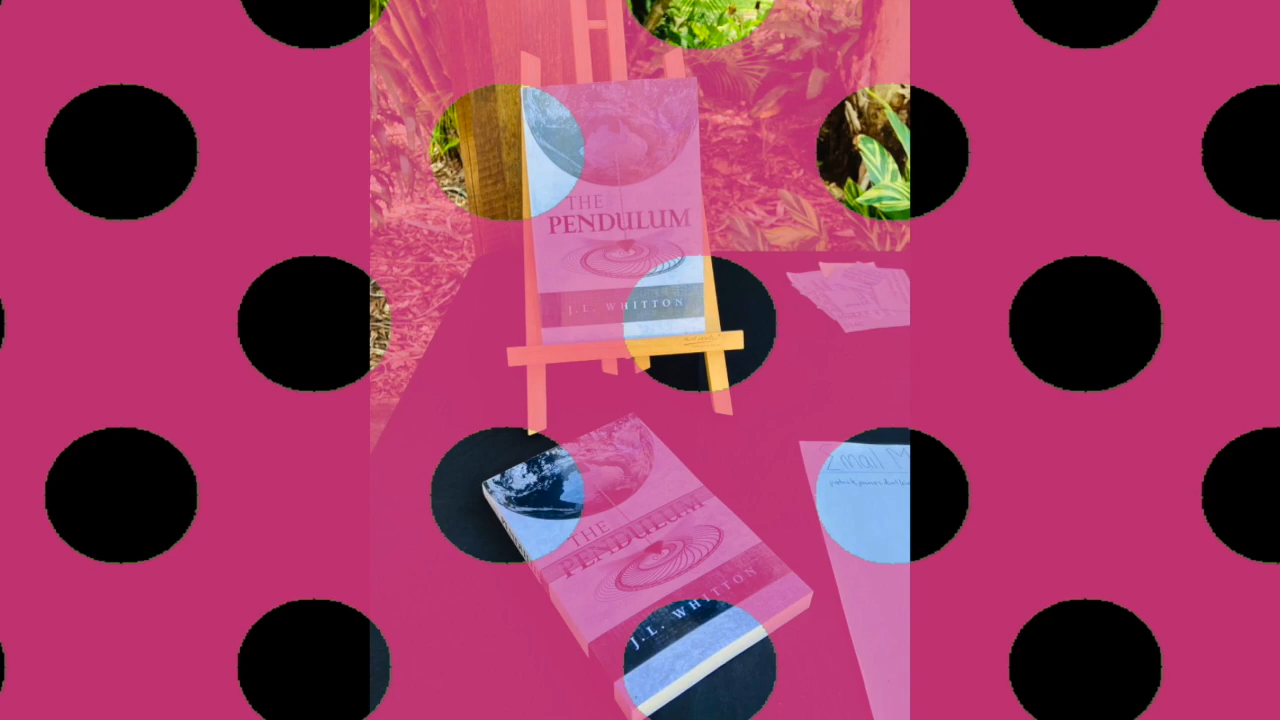 THE
PENDULUM
J.L. WHITTON
Email M
THE
PENDULUM
J.L. WHITTON